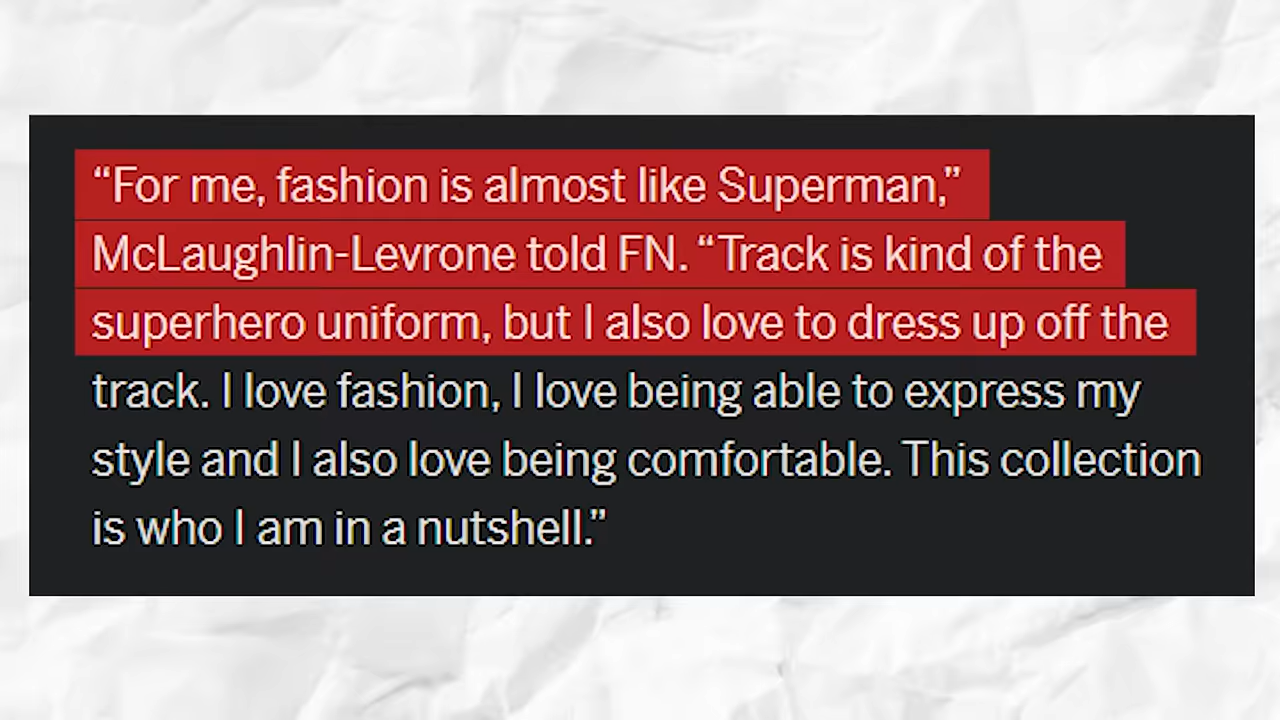 “For me, fashion is almost like Superman,”
McLaughlin-Levrone told FN. “Track is kind of the
superhero uniform, but I also love to dress up off the
track. I love fashion, I love being able to express my
style and I also love being comfortable. This collection
is who I am in a nutshell.”